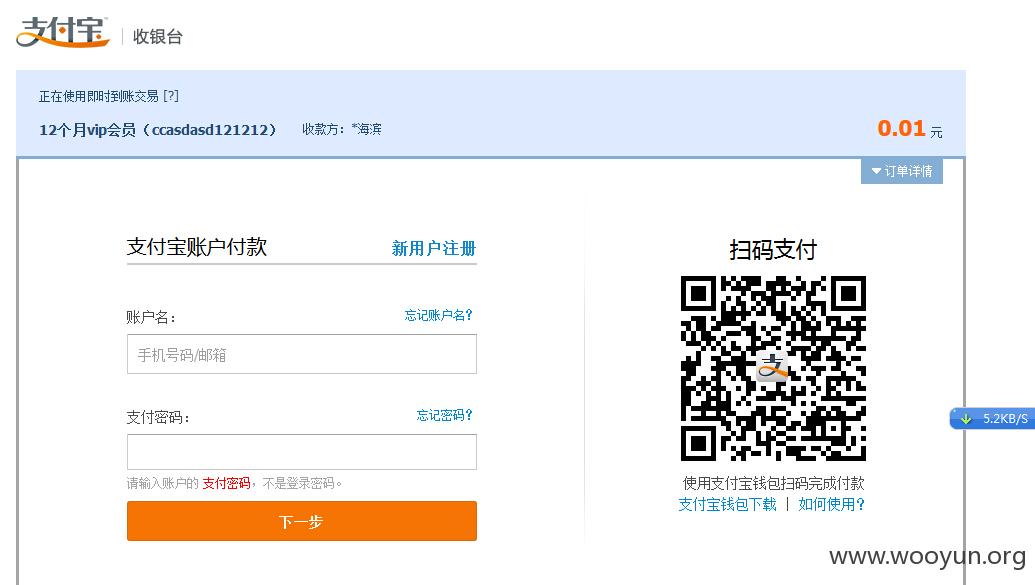 支付宝 收银台
正在使用即时到账交易 [?]
12个月vip会员（ccasdasd121212） 收款方：*海滨
0.01 元
订单详情
支付宝账户付款 新用户注册
账户名： 忘记账户名?
手机号码/邮箱
支付密码： 忘记密码?
请输入账户的 支付密码，不是登录密码。
下一步
扫码支付
支
使用支付宝钱包扫码完成付款
支付宝钱包下载 | 如何使用?
5.2KB/S
www.wooyun.org